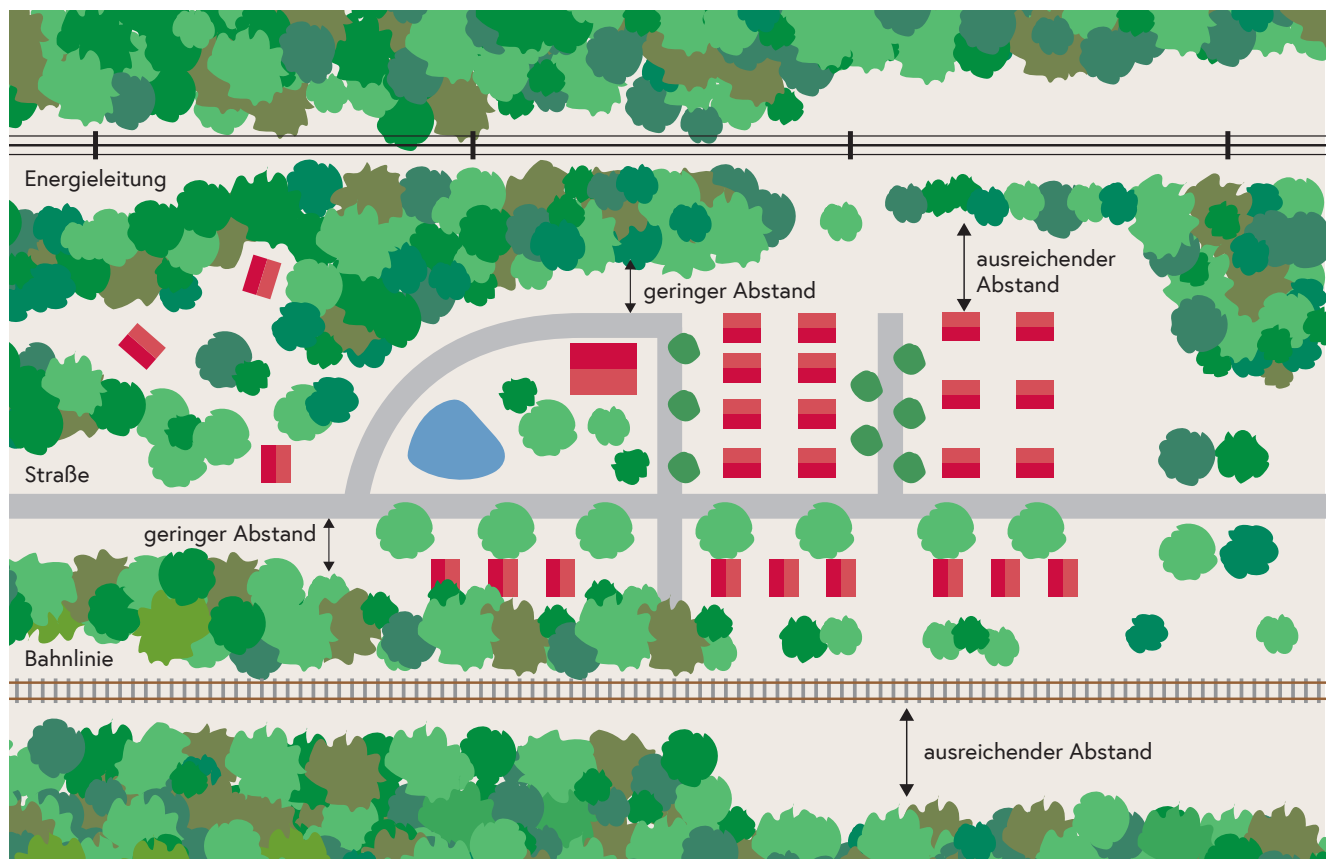 Energieleitung
geringer Abstand
ausreichender
Abstand
Straße
geringer Abstand
Bahnlinie
ausreichender Abstand